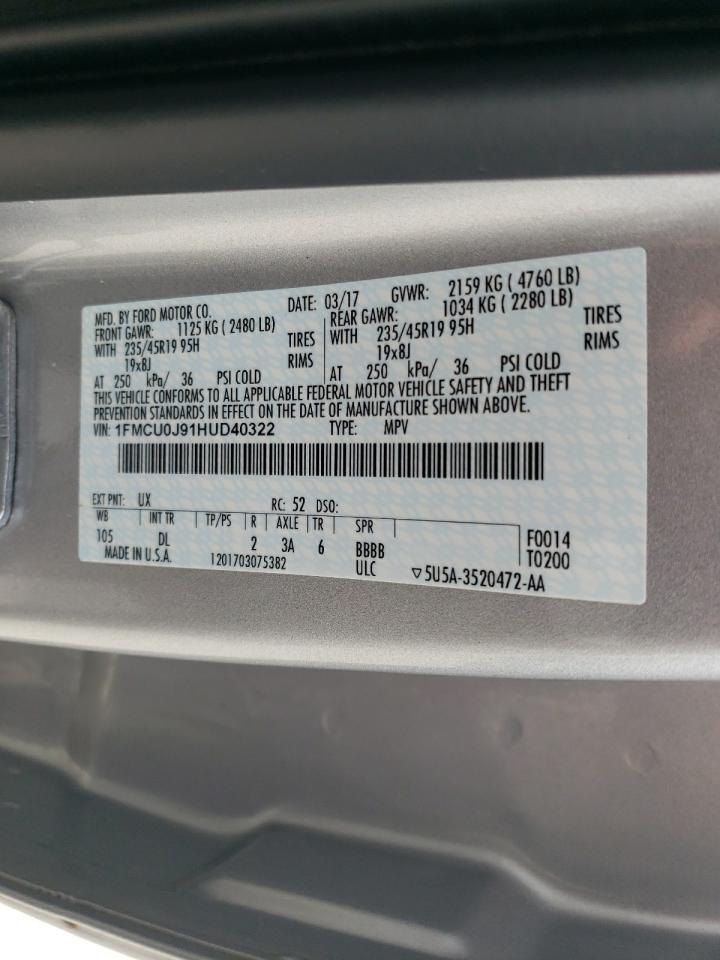 MFD. BY FORD MOTOR CO. DATE: 03/17 GVWR: 2159 KG ( 4760 LB)
FRONT GAWR: 1125 KG ( 2480 LB) REAR GAWR: 1034 KG ( 2280 LB)
WITH 235/45R19 95H TIRES WITH 235/45R19 95H TIRES
19x8J RIMS 19x8J RIMS
AT 250 kPa/ 36 PSI COLD AT 250 kPa/ 36 PSI COLD
THIS VEHICLE CONFORMS TO ALL APPLICABLE FEDERAL MOTOR VEHICLE SAFETY AND THEFT
PREVENTION STANDARDS IN EFFECT ON THE DATE OF MANUFACTURE SHOWN ABOVE.
VIN: 1FMCU0J91HUD40322 TYPE: MPV
EXT PNT: UX RC: 52 DSO:
WB INT TR TP/PS R AXLE TR SPR
105 DL 2 3A 6 BBBB F0014
MADE IN U.S.A. 1201703075382 ULC T0200
▽5U5A-3520472-AA